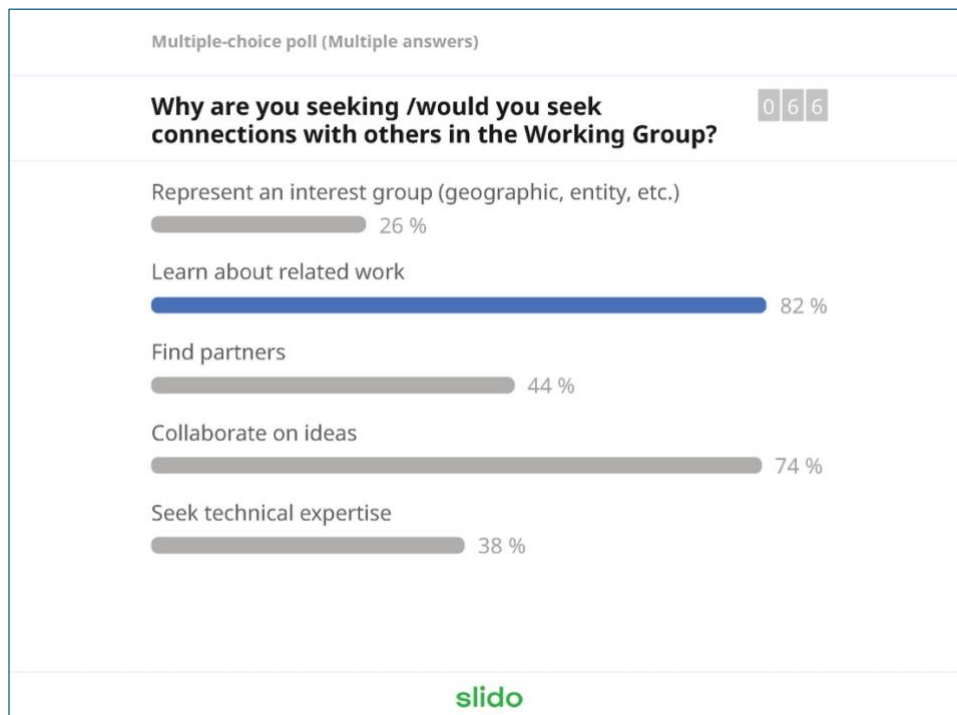 Multiple-choice poll (Multiple answers)
Why are you seeking /would you seek
connections with others in the Working Group?
0 6 6
Represent an interest group (geographic, entity, etc.)
26 %
Learn about related work
82 %
Find partners
44 %
Collaborate on ideas
74 %
Seek technical expertise
38 %
slido